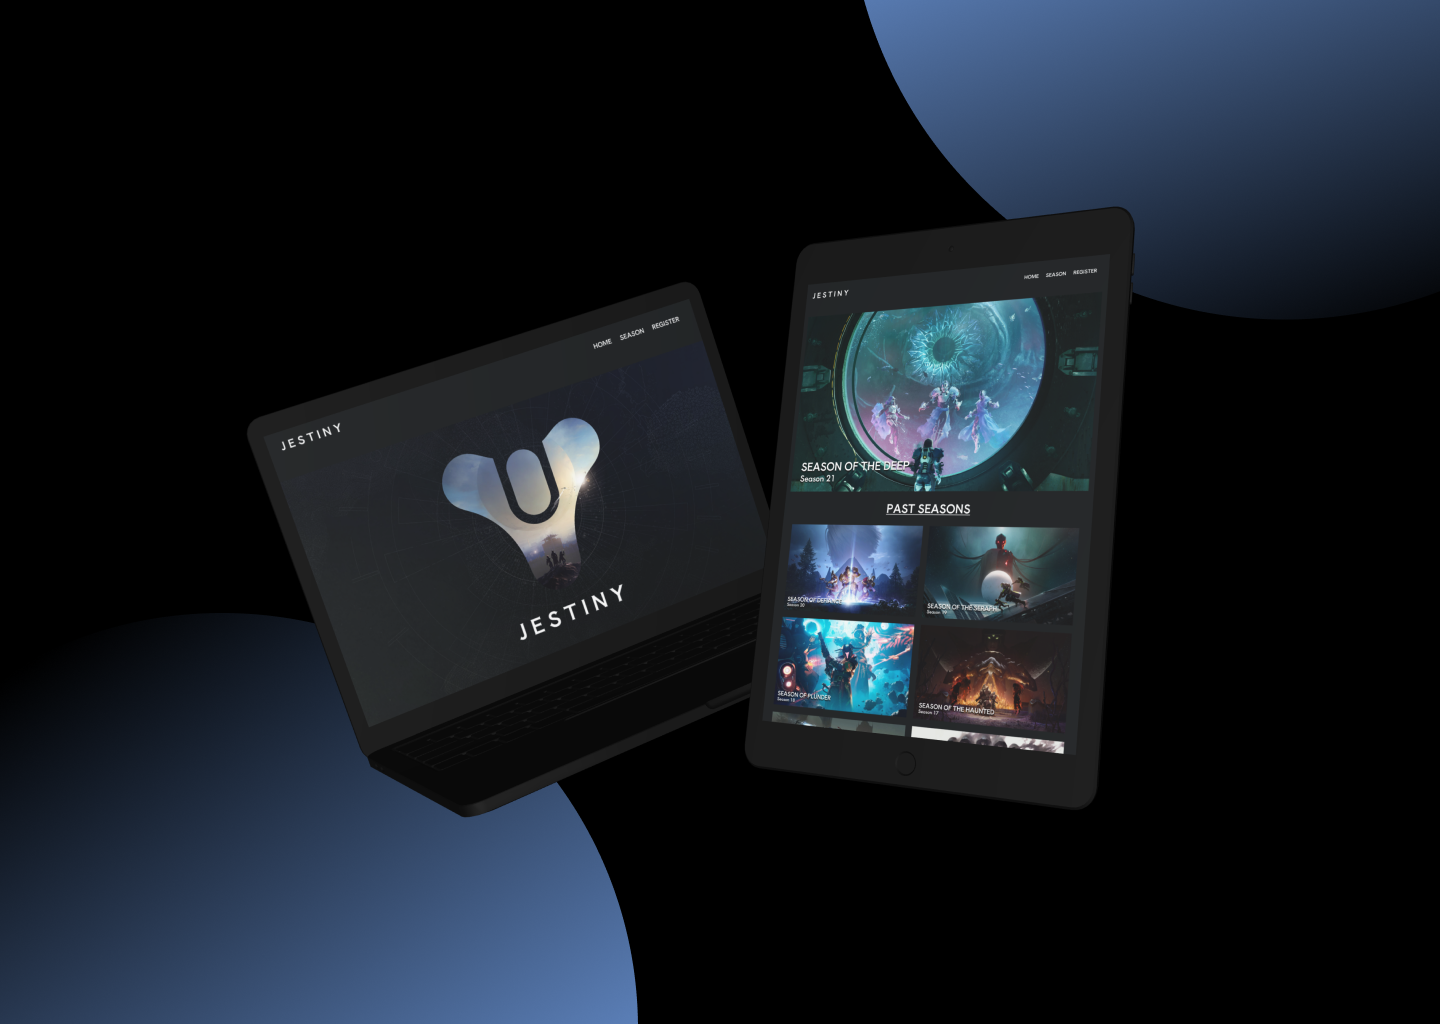 JESTINY
HOME SEASON REGISTER
JESTINY
JESTINY
HOME SEASON REGISTER
SEASON OF THE DEEP
Season 21
PAST SEASONS
SEASON OF DEFIANCE
Season 20
SEASON OF THE SERAPH
Season 19
SEASON OF PLUNDER
Season 18
SEASON OF THE HAUNTED
Season 17